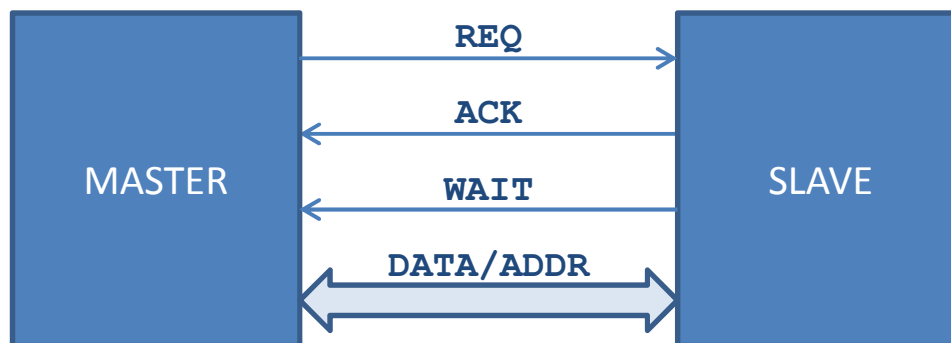 REQ
ACK
MASTER
SLAVE
WAIT
DATA/ADDR